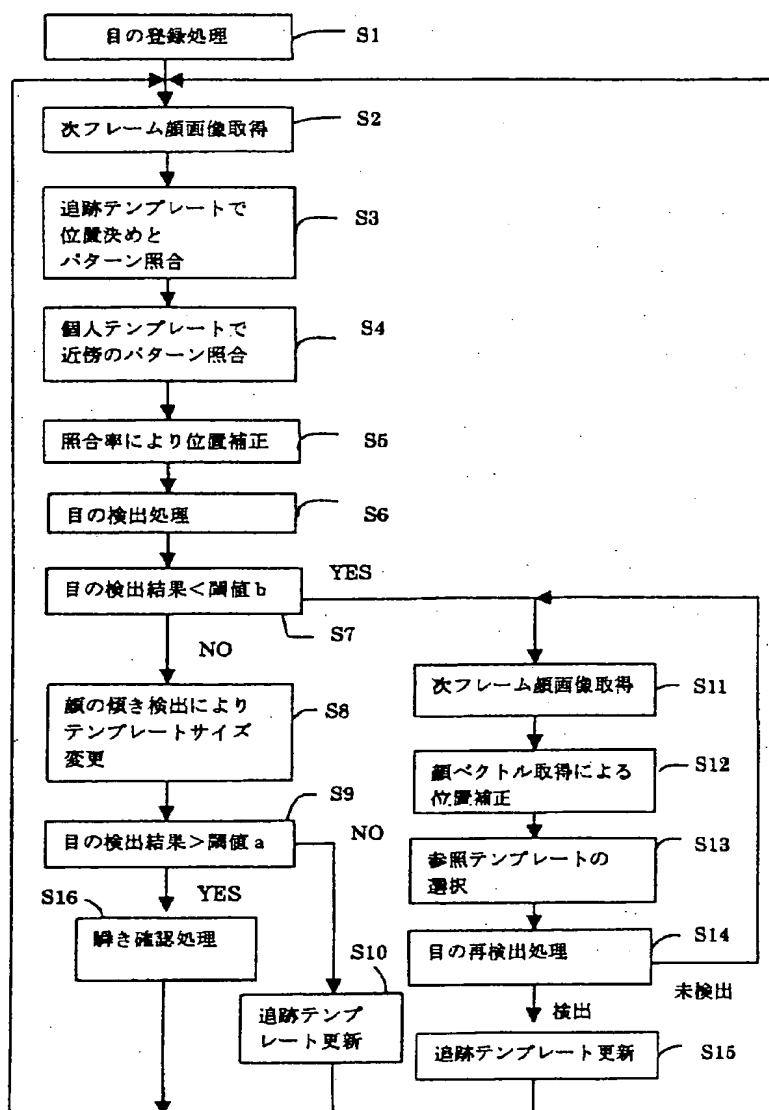 目の登録処理
S1
次フレーム顔画像取得
S2
追跡テンプレートで
位置決めと
パターン照合
S3
個人テンプレートで
近傍のパターン照合
S4
照合率により位置補正
S5
目の検出処理
S6
目の検出結果<閾値b
YES
S7
NO
顔の傾き検出により
テンプレートサイズ
変更
S8
S9
目の検出結果>閾値a
NO
YES
S16
瞬き確認処理
S10
追跡テンプ
レート更新
次フレーム顔画像取得
S11
顔ベクトル取得による
位置補正
S12
参照テンプレートの
選択
S13
目の再検出処理
S14
未検出
検出
追跡テンプレート更新
S15